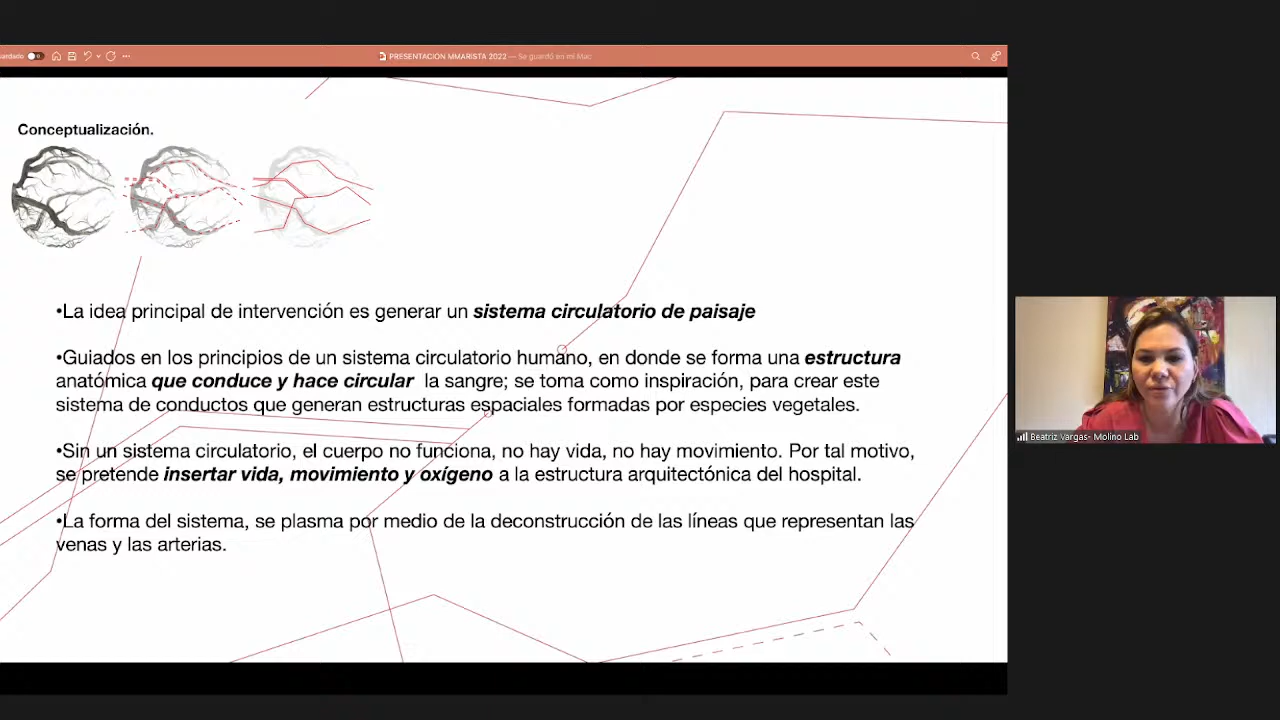 PRESENTACION MMARISTA 2022 — Se guardó en mi Mac
Conceptualización.
•La idea principal de intervención es generar un sistema circulatorio de paisaje
•Guiados en los principios de un sistema circulatorio humano, en donde se forma una estructura
anatómica que conduce y hace circular la sangre; se toma como inspiración, para crear este
sistema de conductos que generan estructuras espaciales formadas por especies vegetales.
•Sin un sistema circulatorio, el cuerpo no funciona, no hay vida, no hay movimiento. Por tal motivo,
se pretende insertar vida, movimiento y oxígeno a la estructura arquitectónica del hospital.
•La forma del sistema, se plasma por medio de la deconstrucción de las líneas que representan las
venas y las arterias.
Beatriz Vargas- Molino Lab